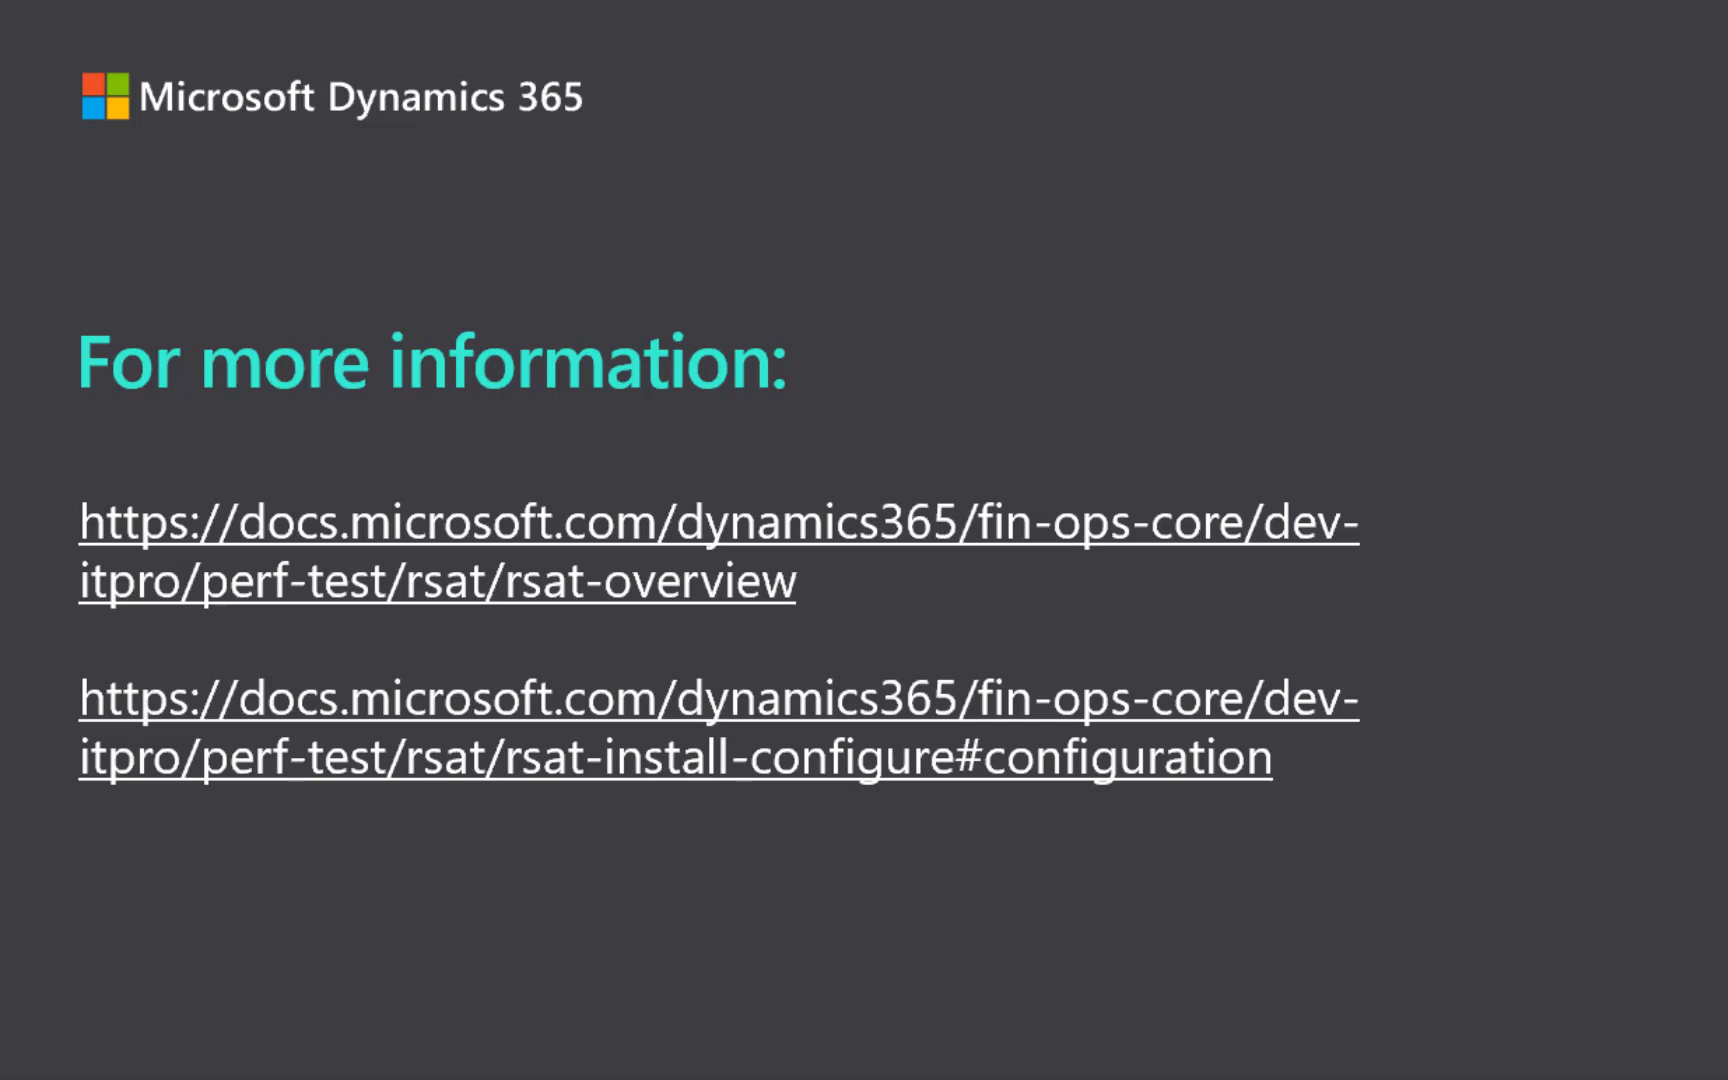 Microsoft Dynamics 365
For more information:
https://docs.microsoft.com/dynamics365/fin-ops-core/dev-
itpro/perf-test/rsat/rsat-overview
https://docs.microsoft.com/dynamics365/fin-ops-core/dev-
itpro/perf-test/rsat/rsat-install-configure#configuration